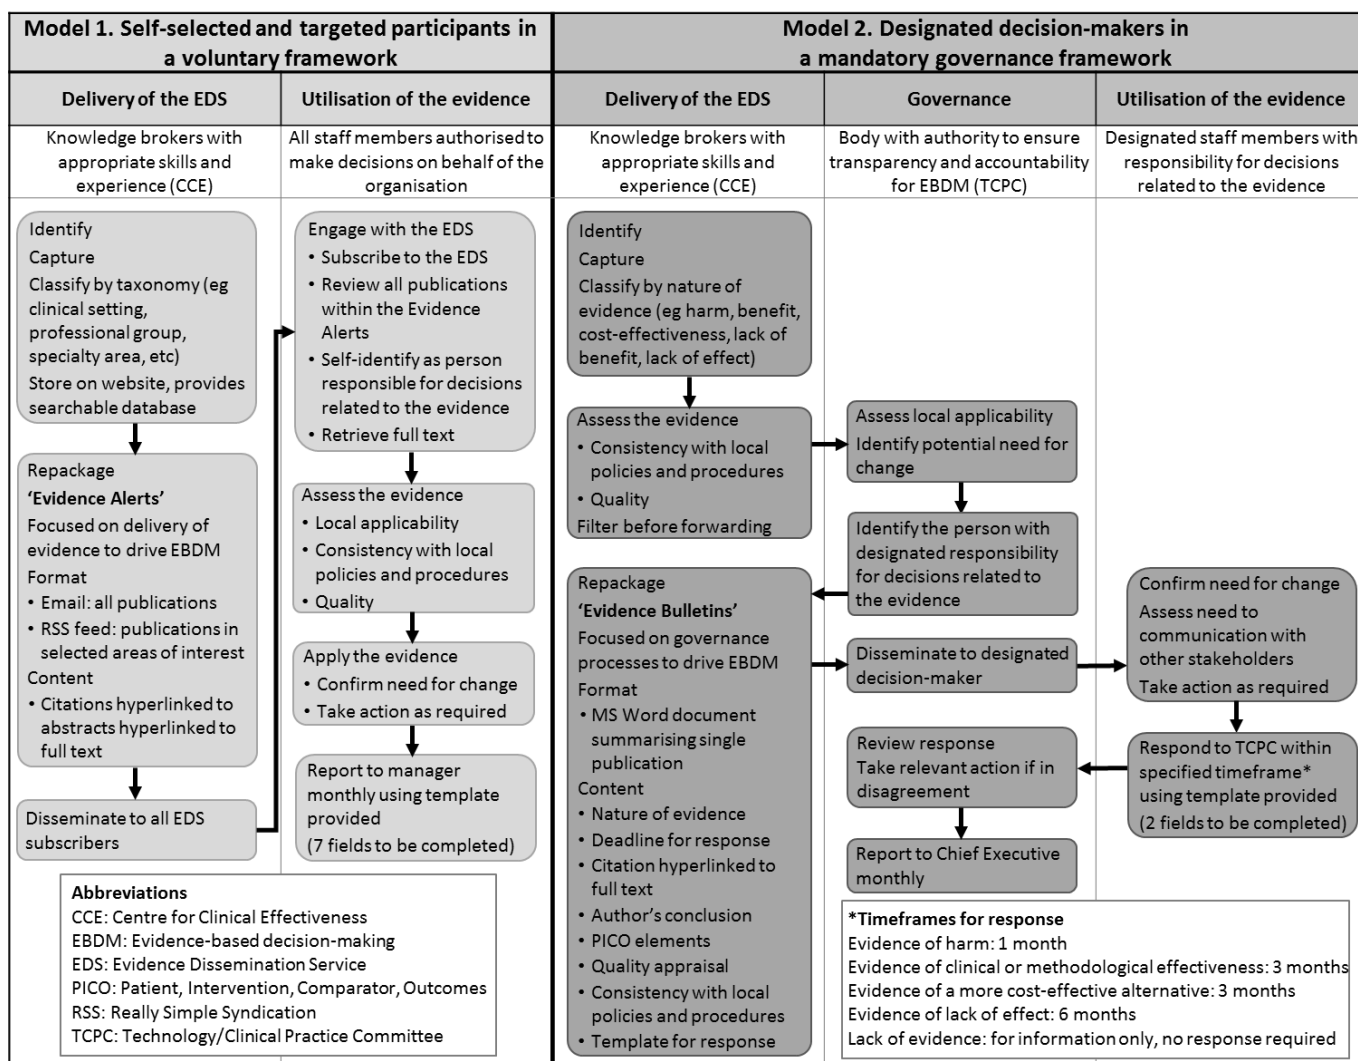 Model 1. Self-selected and targeted participants in
a voluntary framework
Model 2. Designated decision-makers in
a mandatory governance framework
Delivery of the EDS
Utilisation of the evidence
Delivery of the EDS
Governance
Utilisation of the evidence
Knowledge brokers with
appropriate skills and
experience (CCE)
All staff members authorised to
make decisions on behalf of the
organisation
Knowledge brokers with
appropriate skills and
experience (CCE)
Body with authority to ensure
transparency and accountability
for EBDM (TCPC)
Designated staff members with
responsibility for decisions
related to the evidence
Identify
Capture
Classify by taxonomy (eg
clinical setting,
professional group,
specialty area, etc)
Store on website, provides
searchable database
Repackage
‘Evidence Alerts’
Focused on delivery of
evidence to drive EBDM
Format
• Email: all publications
• RSS feed: publications in
selected areas of interest
Content
• Citations hyperlinked to
abstracts hyperlinked to
full text
Disseminate to all EDS
subscribers
Engage with the EDS
• Subscribe to the EDS
• Review all publications
within the Evidence
Alerts
• Self-identify as person
responsible for decisions
related to the evidence
• Retrieve full text
Assess the evidence
• Local applicability
• Consistency with local
policies and procedures
• Quality
Apply the evidence
• Confirm need for change
• Take action as required
Report to manager
monthly using template
provided
(7 fields to be completed)
Abbreviations
CCE: Centre for Clinical Effectiveness
EBDM: Evidence-based decision-making
EDS: Evidence Dissemination Service
PICO: Patient, Intervention, Comparator, Outcomes
RSS: Really Simple Syndication
TCPC: Technology/Clinical Practice Committee
Identify
Capture
Classify by nature of
evidence (eg harm, benefit,
cost-effectiveness, lack of
benefit, lack of effect)
Assess the evidence
• Consistency with local
policies and procedures
• Quality
Filter before forwarding
Repackage
‘Evidence Bulletins’
Focused on governance
processes to drive EBDM
Format
• MS Word document
summarising single
publication
Content
• Nature of evidence
• Deadline for response
• Citation hyperlinked to
full text
• Author’s conclusion
• PICO elements
• Quality appraisal
• Consistency with local
policies and procedures
• Template for response
Assess local applicability
Identify potential need for
change
Identify the person with
designated responsibility
for decisions related to
the evidence
Disseminate to designated
decision-maker
Review response
Take relevant action if in
disagreement
Report to Chief Executive
monthly
Confirm need for change
Assess need to
communication with
other stakeholders
Take action as required
Respond to TCPC within
specified timeframe*
using template provided
(2 fields to be completed)
*Timeframes for response
Evidence of harm: 1 month
Evidence of clinical or methodological effectiveness: 3 months
Evidence of a more cost-effective alternative: 3 months
Evidence of lack of effect: 6 months
Lack of evidence: for information only, no response required